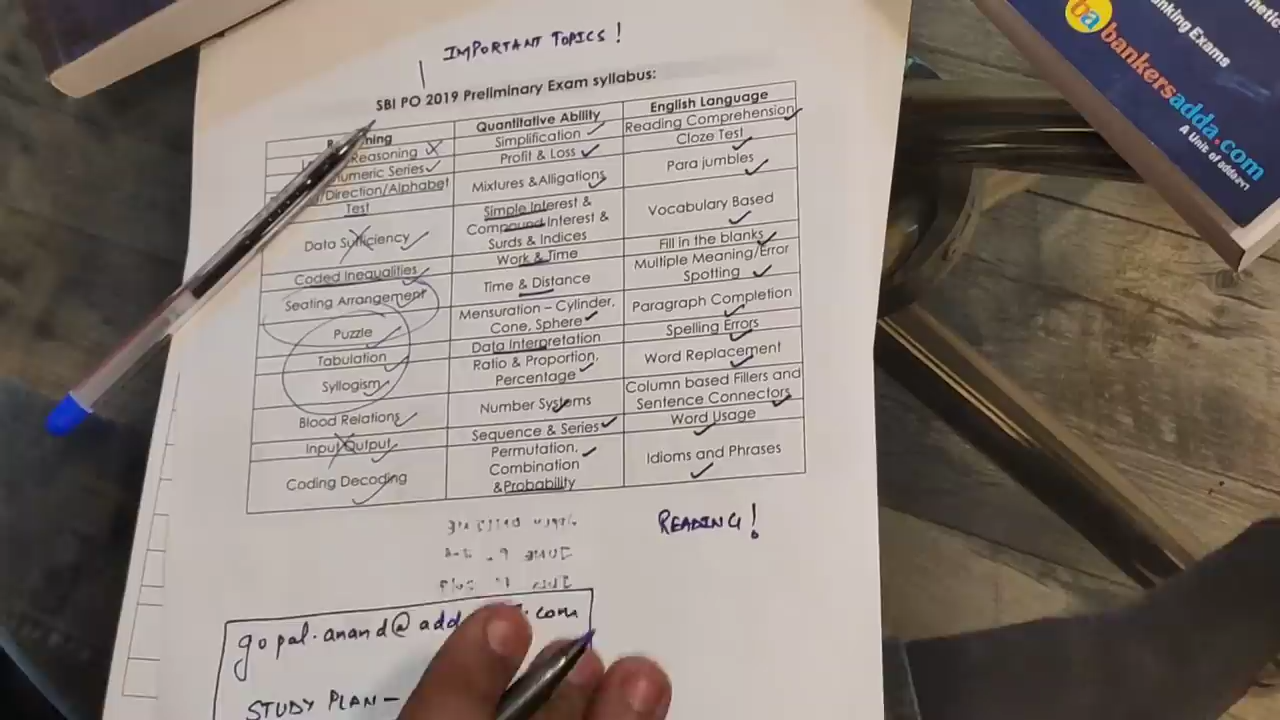 IMPORTANT TOPICS!
SBI PO 2019 Preliminary Exam syllabus:
Quantitative Ability
English Language
Reasoning
Simplification
Reading Comprehension
Numeric Series
Profit & Loss
Cloze Test
/Direction/Alphabet
Test
Mixtures &Alligations
Para jumbles
Data Sufficiency
Simple Interest &
Compound Interest &
Surds & Indices
Vocabulary Based
Coded Inequalities
Work & Time
Fill in the blanks
Seating Arrangement
Time & Distance
Multiple Meaning/Error
Spotting
Puzzle
Mensuration – Cylinder,
Cone, Sphere
Paragraph Completion
Tabulation
Data Interpretation
Spelling Errors
Syllogism
Ratio & Proportion,
Percentage
Word Replacement
Blood Relations
Number Systems
Column based Fillers and
Sentence Connectors
Input Output
Sequence & Series
Word Usage
Coding Decoding
Permutation,
Combination
&Probability
Idioms and Phrases
READING!
gopal.anand@add .com
STUDY PLAN –
Banking Exams
ba bankersadda.com
A Unit of adda247